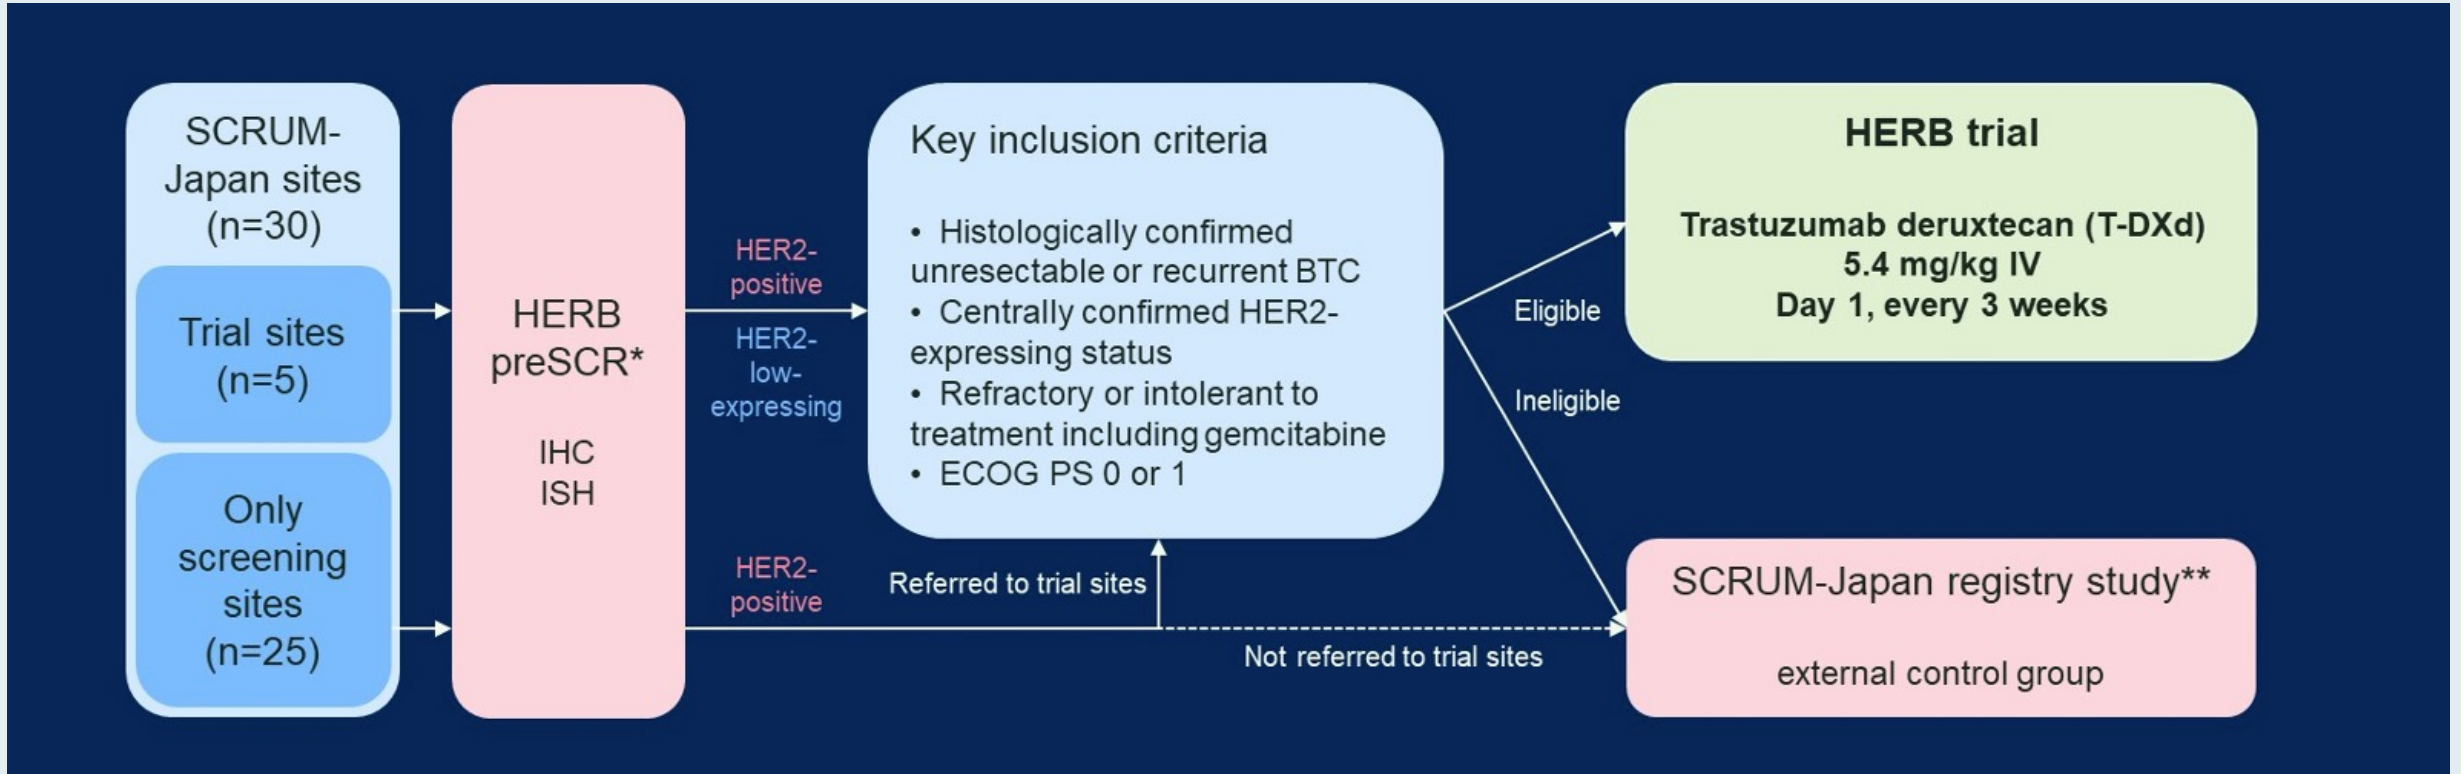 SCRUM-
Japan sites
(n=30)
Trial sites
(n=5)
Only
screening
sites
(n=25)
HERB
preSCR*
IHC
ISH
HER2-
positive
HER2-
low-
expressing
HER2-
positive
Key inclusion criteria
• Histologically confirmed
unresectable or recurrent BTC
• Centrally confirmed HER2-
expressing status
• Refractory or intolerant to
treatment including gemcitabine
• ECOG PS 0 or 1
Referred to trial sites
Not referred to trial sites
Eligible
Ineligible
HERB trial
Trastuzumab deruxtecan (T-DXd)
5.4 mg/kg IV
Day 1, every 3 weeks
SCRUM-Japan registry study**
external control group